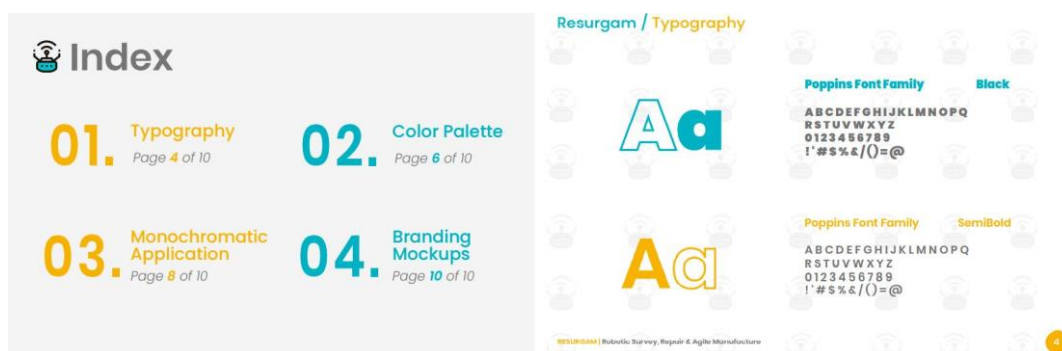 Index
01.
Typography
Page 4 of 10
02.
Color Palette
Page 6 of 10
03.
Monochromatic
Application
Page 8 of 10
04.
Branding
Mockups
Page 10 of 10
Resurgam / Typography
Aa
Poppins Font Family Black
ABCDEFGHIJKLMNOPQ
RSTUVWXYZ
0123456789
!'#$%&/()=@
Aa
Poppins Font Family SemiBold
ABCDEFGHIJKLMNOPQ
RSTUVWXYZ
0123456789
!'#$%&/()=@
RESURGAM | Robotic Survey, Repair & Agile Manufacture
4